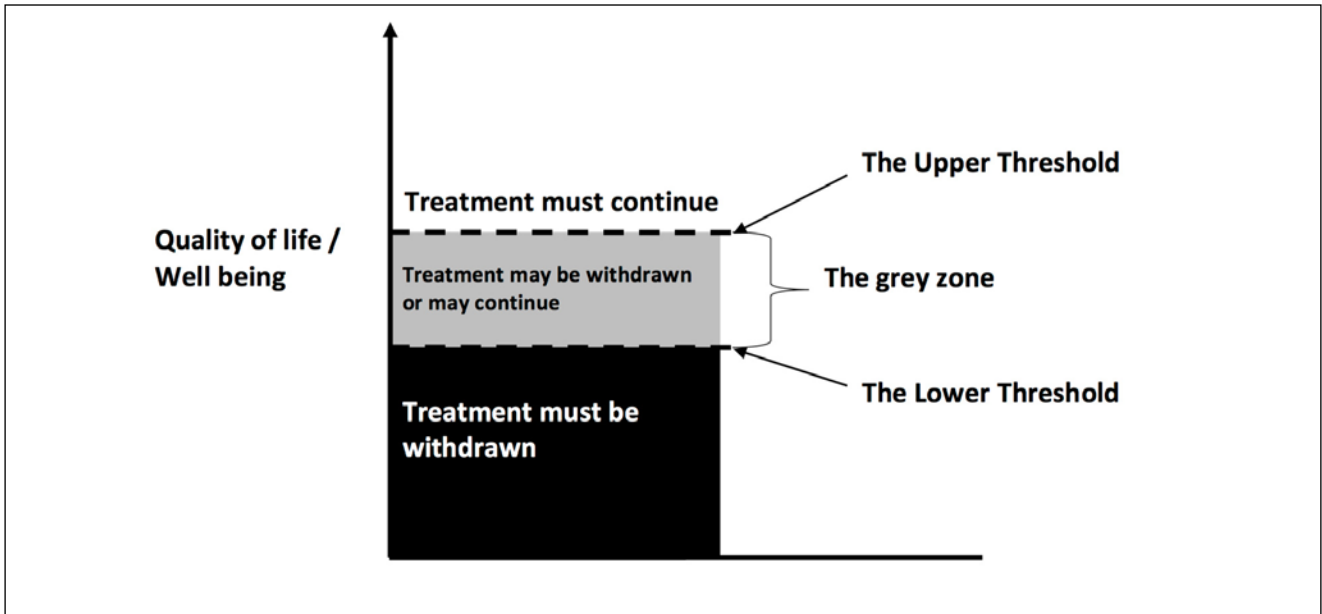 The Upper Threshold
Treatment must continue
Quality of life /
Well being
Treatment may be withdrawn
or may continue
The grey zone
The Lower Threshold
Treatment must be
withdrawn